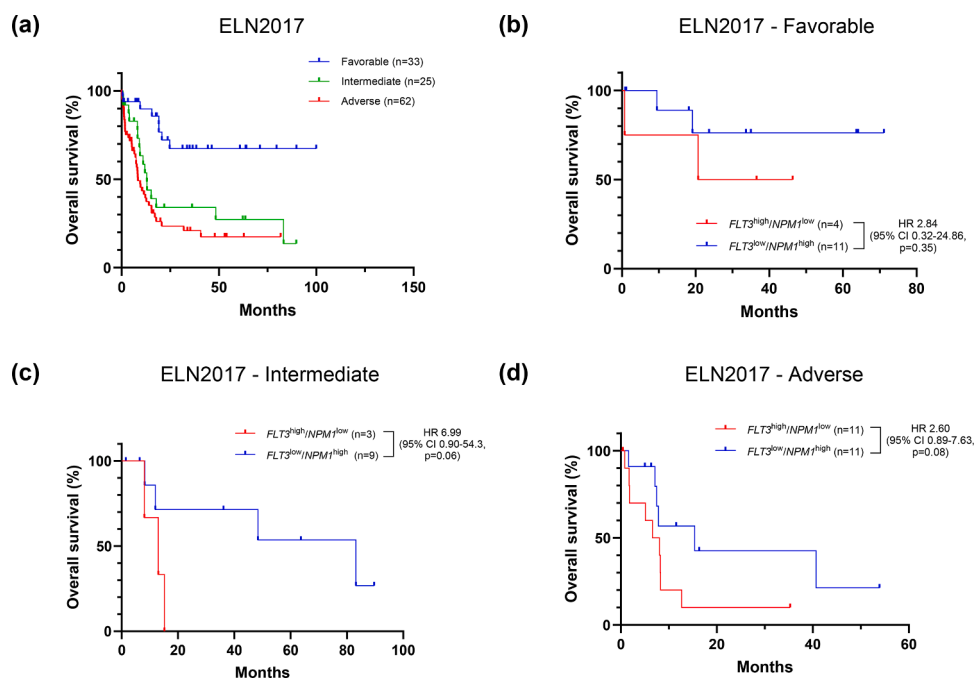 (a)
ELN2017
Favorable (n=33)
Intermediate (n=25)
Adverse (n=62)
Overall survival (%)
100
50
0
0 50 100 150
Months
(b)
ELN2017 - Favorable
Overall survival (%)
100
50
0
FLT3high/NPM1low (n=4)
FLT3low/NPM1high (n=11)
HR 2.84
(95% CI 0.32-24.86,
p=0.35)
0 20 40 60 80
Months
(c)
ELN2017 - Intermediate
FLT3high/NPM1low (n=3)
FLT3low/NPM1high (n=9)
HR 6.99
(95% CI 0.90-54.3,
p=0.06)
Overall survival (%)
100
50
0
0 20 40 60 80 100
Months
(d)
ELN2017 - Adverse
FLT3high/NPM1low (n=11)
FLT3low/NPM1high (n=11)
HR 2.60
(95% CI 0.89-7.63,
p=0.08)
Overall survival (%)
100
50
0
0 20 40 60
Months